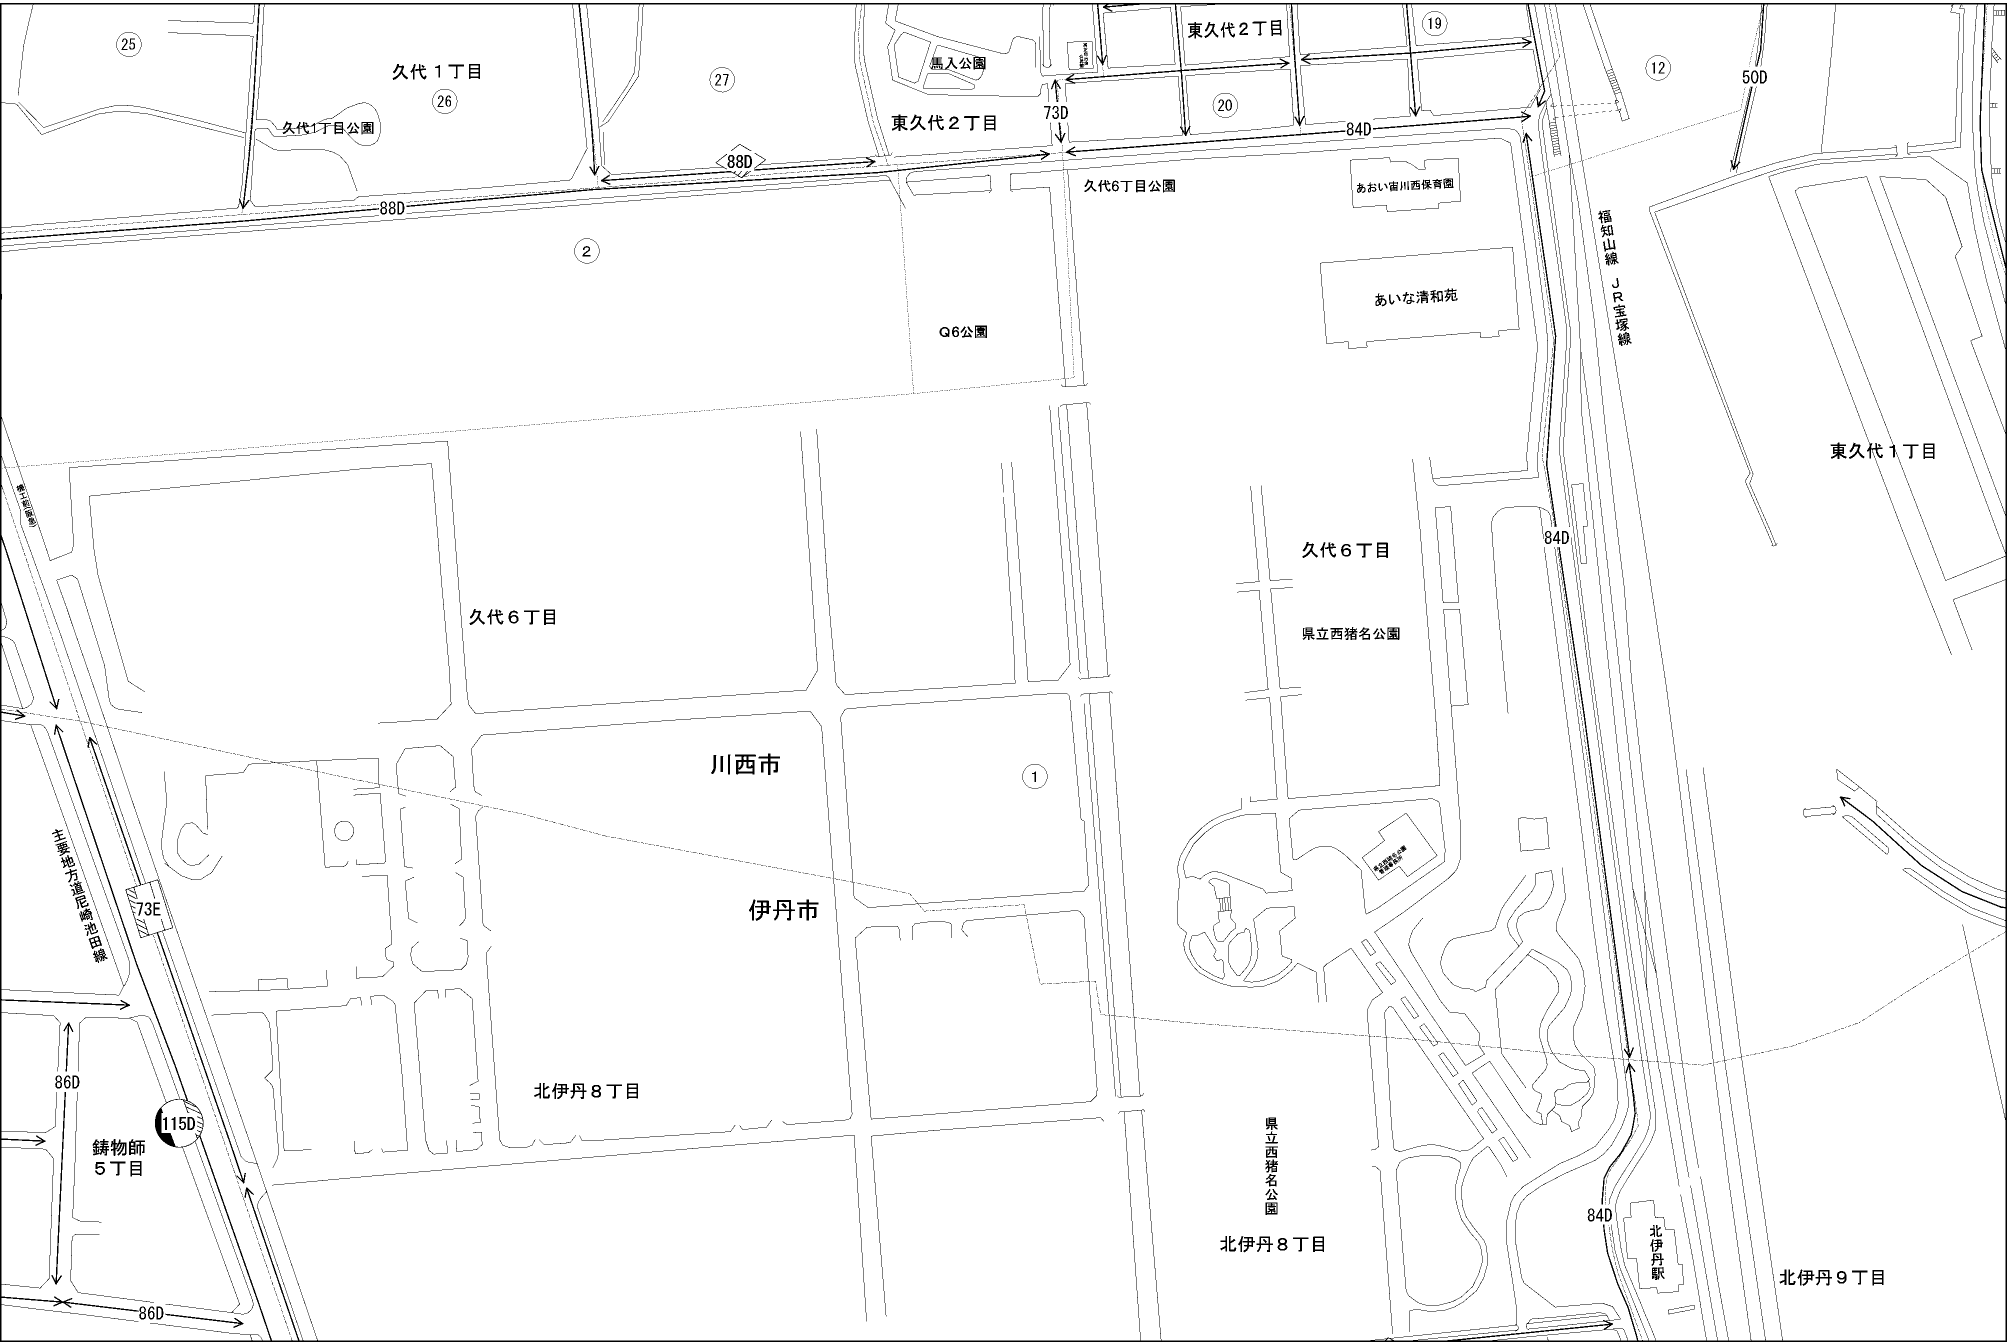 25
久代１丁目
26
久代1丁目公園
27
馬入公園
東久代２丁目
東久代２丁目
19
20
73D
84D
12
50D
88D
88D
久代6丁目公園
あおい宙川西保育園
2
福知山線　ＪＲ宝塚線
あいな清和苑
Q6公園
東久代１丁目
84D
久代６丁目
久代６丁目
県立西猪名公園
川西市
1
伊丹市
主要地方道尼崎池田線
73E
86D
115D
鋳物師
５丁目
北伊丹８丁目
県立西猪名公園
北伊丹８丁目
84D
北伊丹駅
北伊丹９丁目
86D